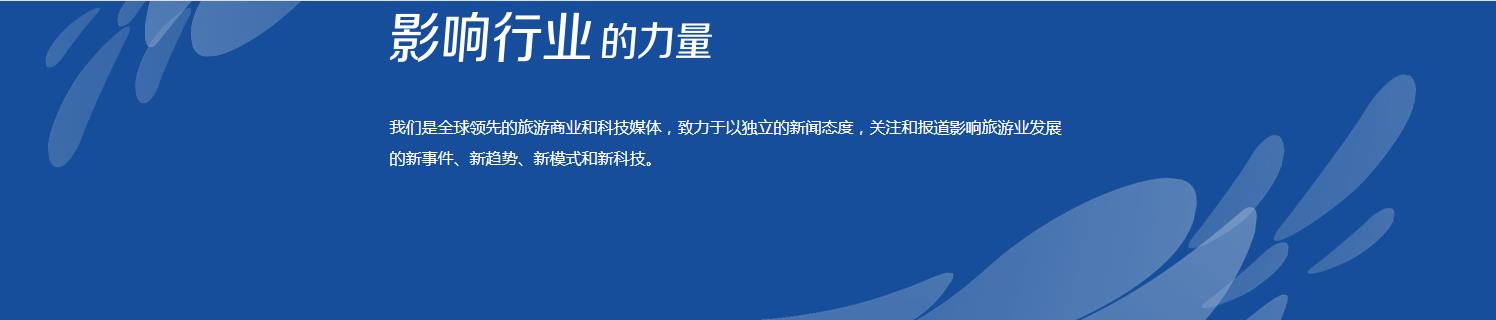 影响行业 的力量
我们是全球领先的旅游商业和科技媒体，致力于以独立的新闻态度，关注和报道影响旅游业发展
的新事件、新趋势、新模式和新科技。